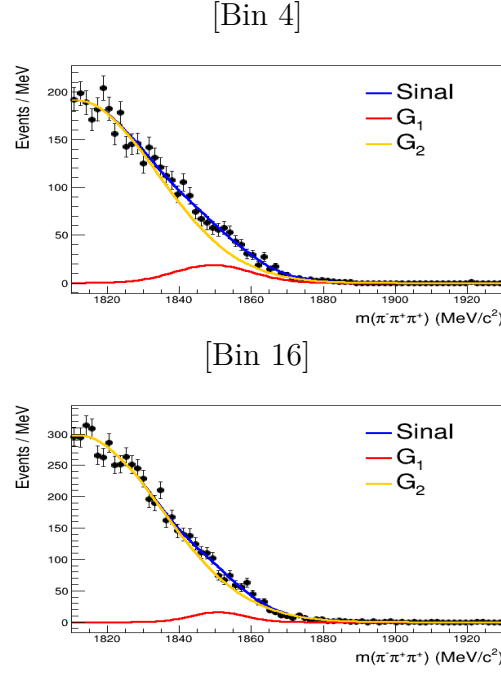 [Bin 4]
Events / MeV
200
150
100
50
0
Sinal
G₁
G₂
1820 1840 1860 1880 1900 1920
m(π⁻π⁺π⁺) (MeV/c²)
[Bin 16]
Events / MeV
300
250
200
150
100
50
0
Sinal
G₁
G₂
1820 1840 1860 1880 1900 1920
m(π⁻π⁺π⁺) (MeV/c²)